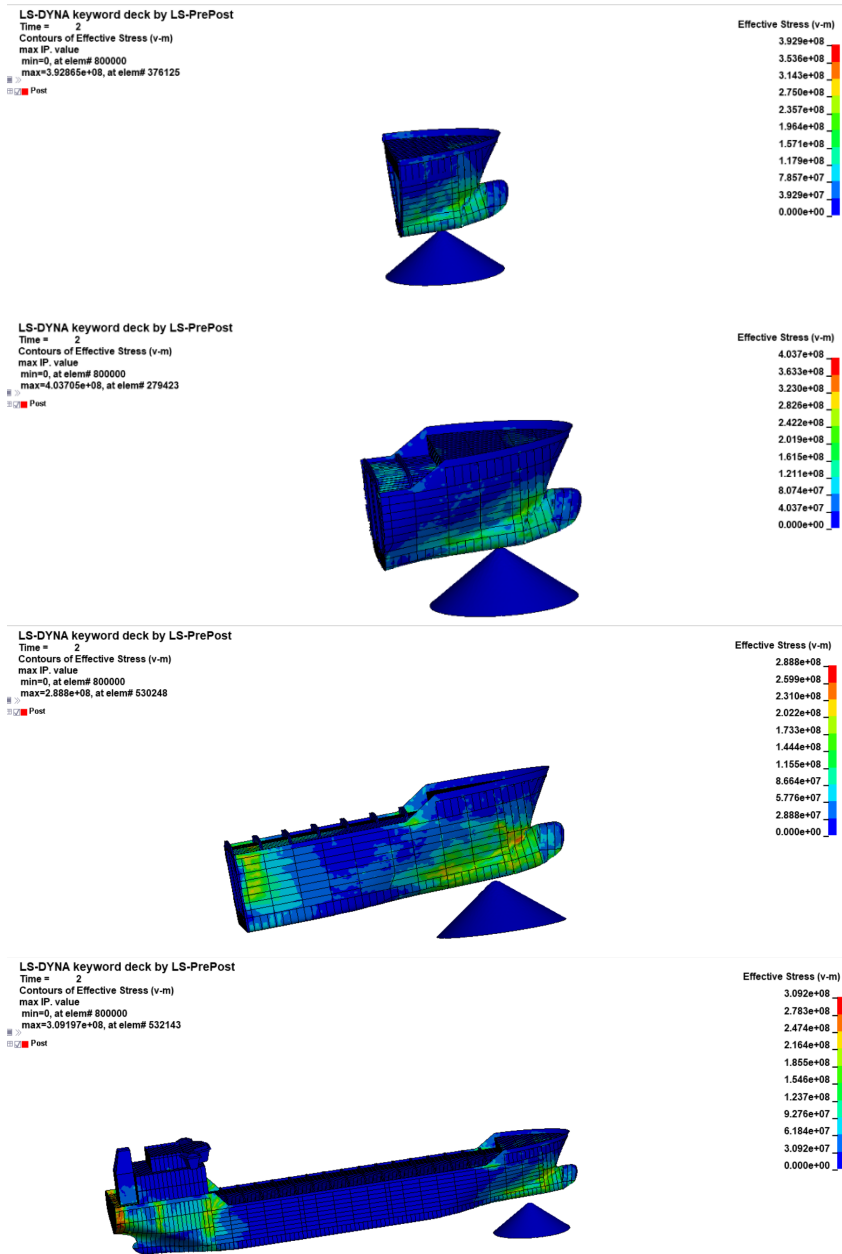 LS-DYNA keyword deck by LS-PrePost
Time = 2
Contours of Effective Stress (v-m)
max IP. value
min=0, at elem# 800000
max=3.92865e+08, at elem# 376125
Post
Effective Stress (v-m)
3.929e+08
3.536e+08
3.143e+08
2.750e+08
2.357e+08
1.964e+08
1.571e+08
1.179e+08
7.857e+07
3.929e+07
0.000e+00
LS-DYNA keyword deck by LS-PrePost
Time = 2
Contours of Effective Stress (v-m)
max IP. value
min=0, at elem# 800000
max=4.03705e+08, at elem# 279423
Post
Effective Stress (v-m)
4.037e+08
3.633e+08
3.230e+08
2.826e+08
2.422e+08
2.019e+08
1.615e+08
1.211e+08
8.074e+07
4.037e+07
0.000e+00
LS-DYNA keyword deck by LS-PrePost
Time = 2
Contours of Effective Stress (v-m)
max IP. value
min=0, at elem# 800000
max=2.888e+08, at elem# 530248
Post
Effective Stress (v-m)
2.888e+08
2.599e+08
2.310e+08
2.022e+08
1.733e+08
1.444e+08
1.155e+08
8.664e+07
5.776e+07
2.888e+07
0.000e+00
LS-DYNA keyword deck by LS-PrePost
Time = 2
Contours of Effective Stress (v-m)
max IP. value
min=0, at elem# 800000
max=3.09197e+08, at elem# 532143
Post
Effective Stress (v-m)
3.092e+08
2.783e+08
2.474e+08
2.164e+08
1.855e+08
1.546e+08
1.237e+08
9.276e+07
6.184e+07
3.092e+07
0.000e+00